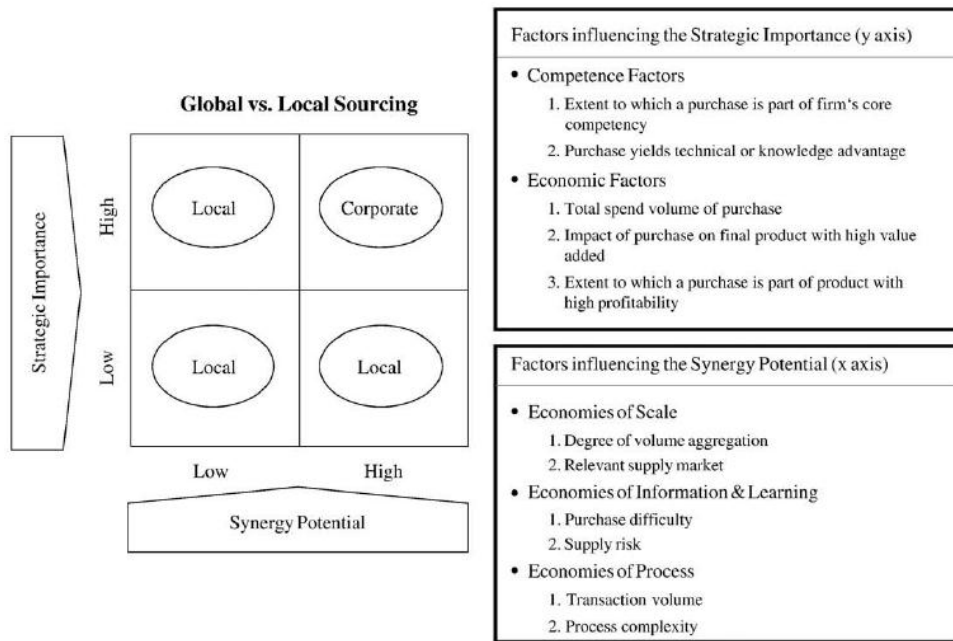 Global vs. Local Sourcing
Strategic Importance
High
Low
Local
Corporate
Local
Local
Low
High
Synergy Potential
Factors influencing the Strategic Importance (y axis)
• Competence Factors
1. Extent to which a purchase is part of firm‘s core
competency
2. Purchase yields technical or knowledge advantage
• Economic Factors
1. Total spend volume of purchase
2. Impact of purchase on final product with high value
added
3. Extent to which a purchase is part of product with
high profitability
Factors influencing the Synergy Potential (x axis)
• Economies of Scale
1. Degree of volume aggregation
2. Relevant supply market
• Economies of Information & Learning
1. Purchase difficulty
2. Supply risk
• Economies of Process
1. Transaction volume
2. Process complexity